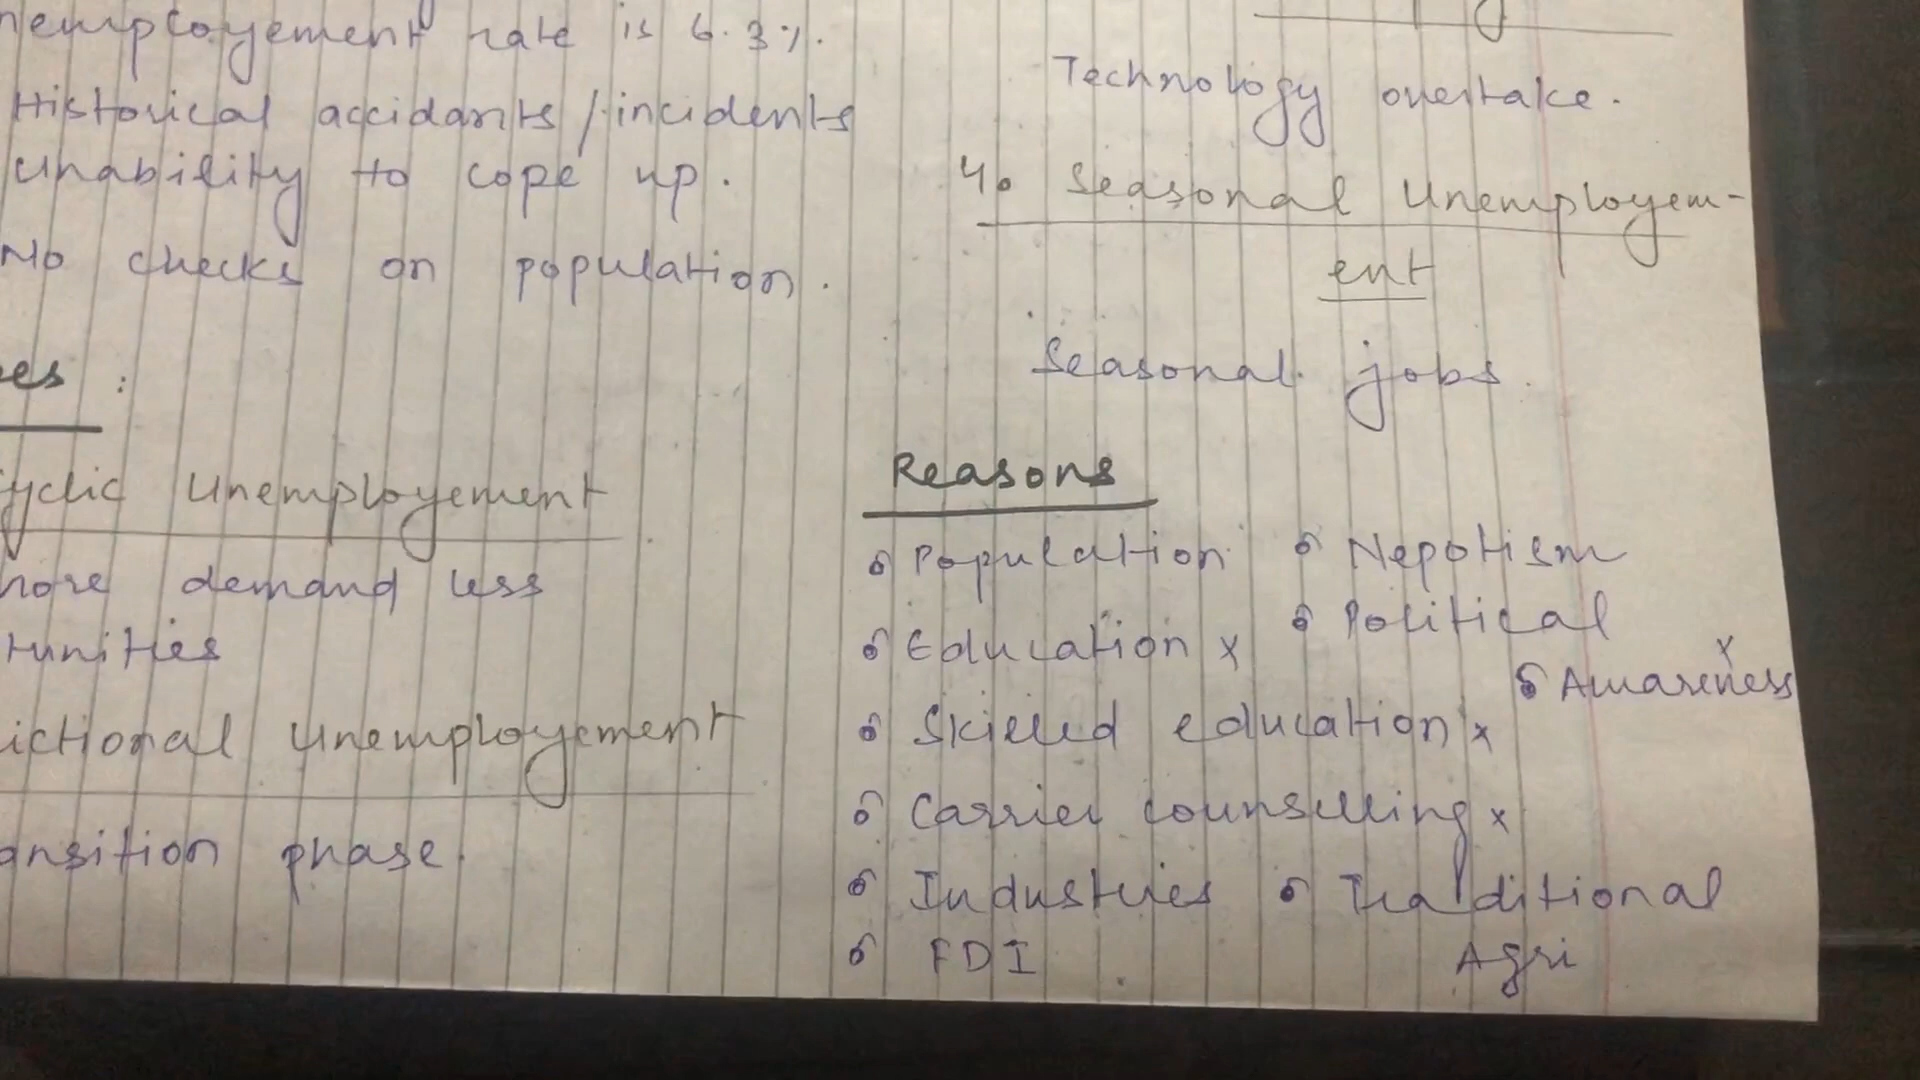 nemployement rate is 6.3%.
Historical accidants/incidents
unability to cope up.
No checks on population.
es :
yclic Unemployement
more demand less
tunities
ictional unemployement
ansition phase.
Technology overtake.
4. Seasonal Unemployem-
ent
Seasonal jobs.
Reasons
Population
Education x
Skilled education x
Carrier counselling x
Industries
FDI
Nepotism
Political
Awareness x
Traditional
Agri